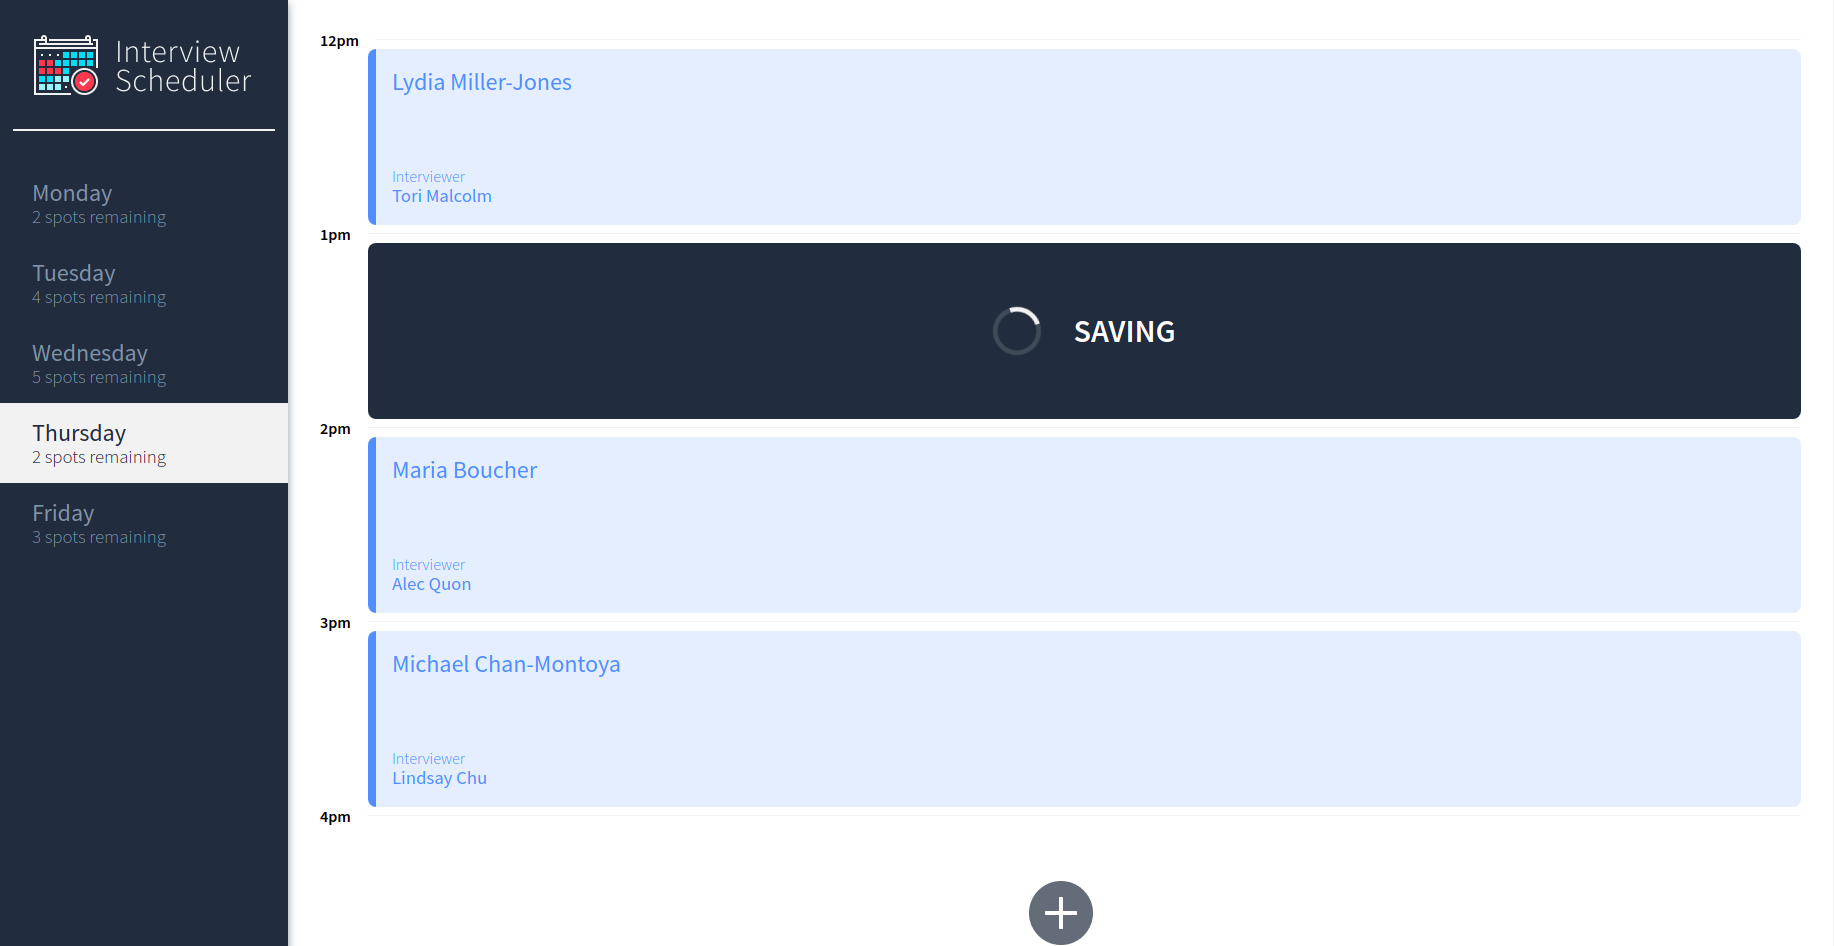 Interview
Scheduler
Monday
2 spots remaining
Tuesday
4 spots remaining
Wednesday
5 spots remaining
Thursday
2 spots remaining
Friday
3 spots remaining
12pm
Lydia Miller-Jones
Interviewer
Tori Malcolm
1pm
SAVING
2pm
Maria Boucher
Interviewer
Alec Quon
3pm
Michael Chan-Montoya
Interviewer
Lindsay Chu
4pm